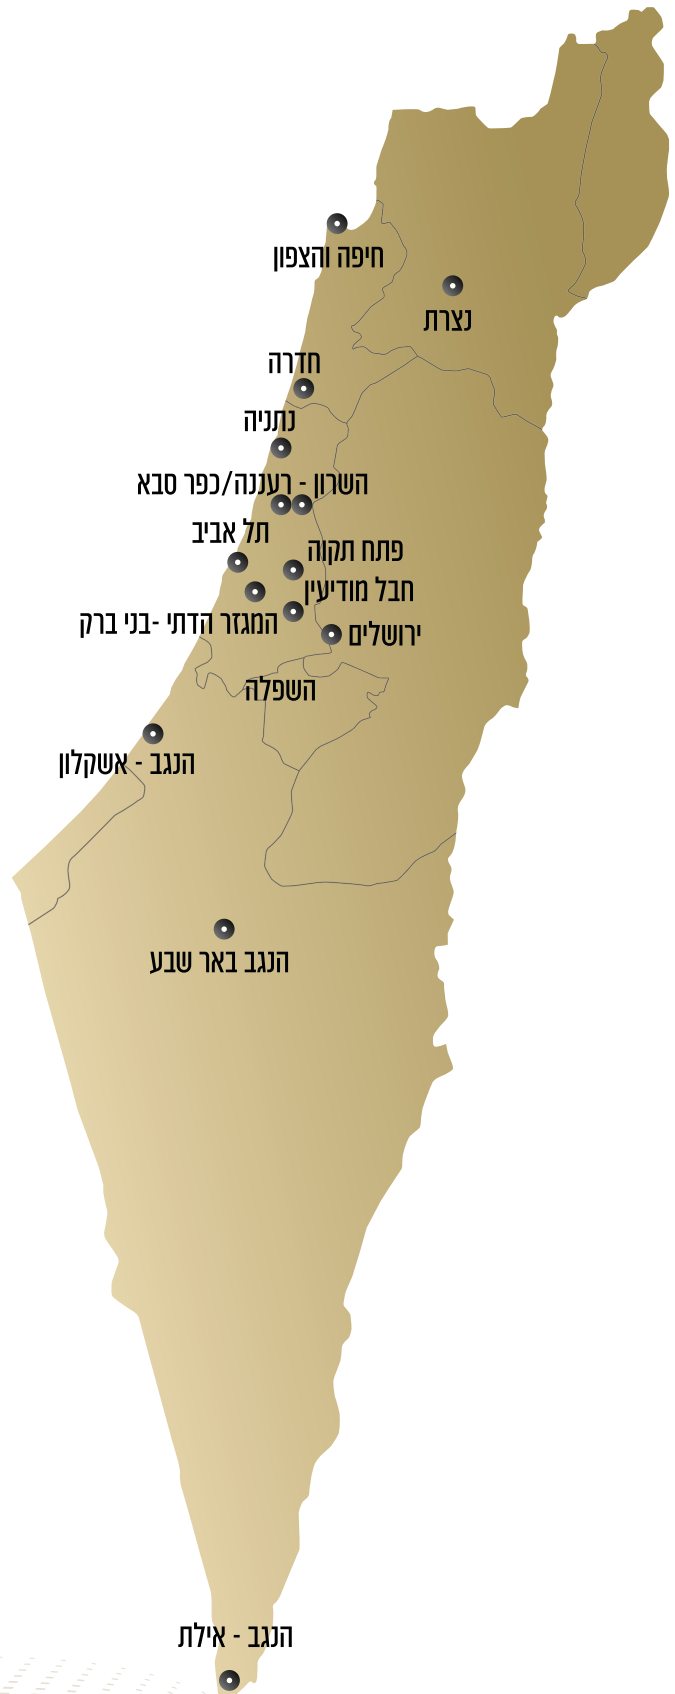 חיפה והצפון
נצרת
חדרה
נתניה
השרון - רעננה/כפר סבא
תל אביב
פתח תקוה
חבל מודיעין
המגזר הדתי -בני ברק
ירושלים
השפלה
הנגב - אשקלון
הנגב באר שבע
הנגב - אילת